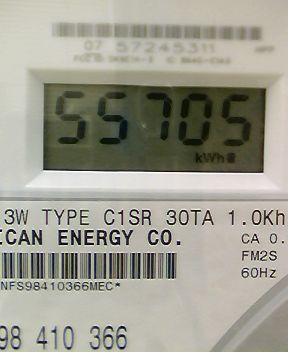 07 57245311
55705
kWh
3W TYPE C1SR 30TA 1.0Kh
ICAN ENERGY CO.
CA 0.
FM2S
60Hz
NFS98410366MEC*
98 410 366